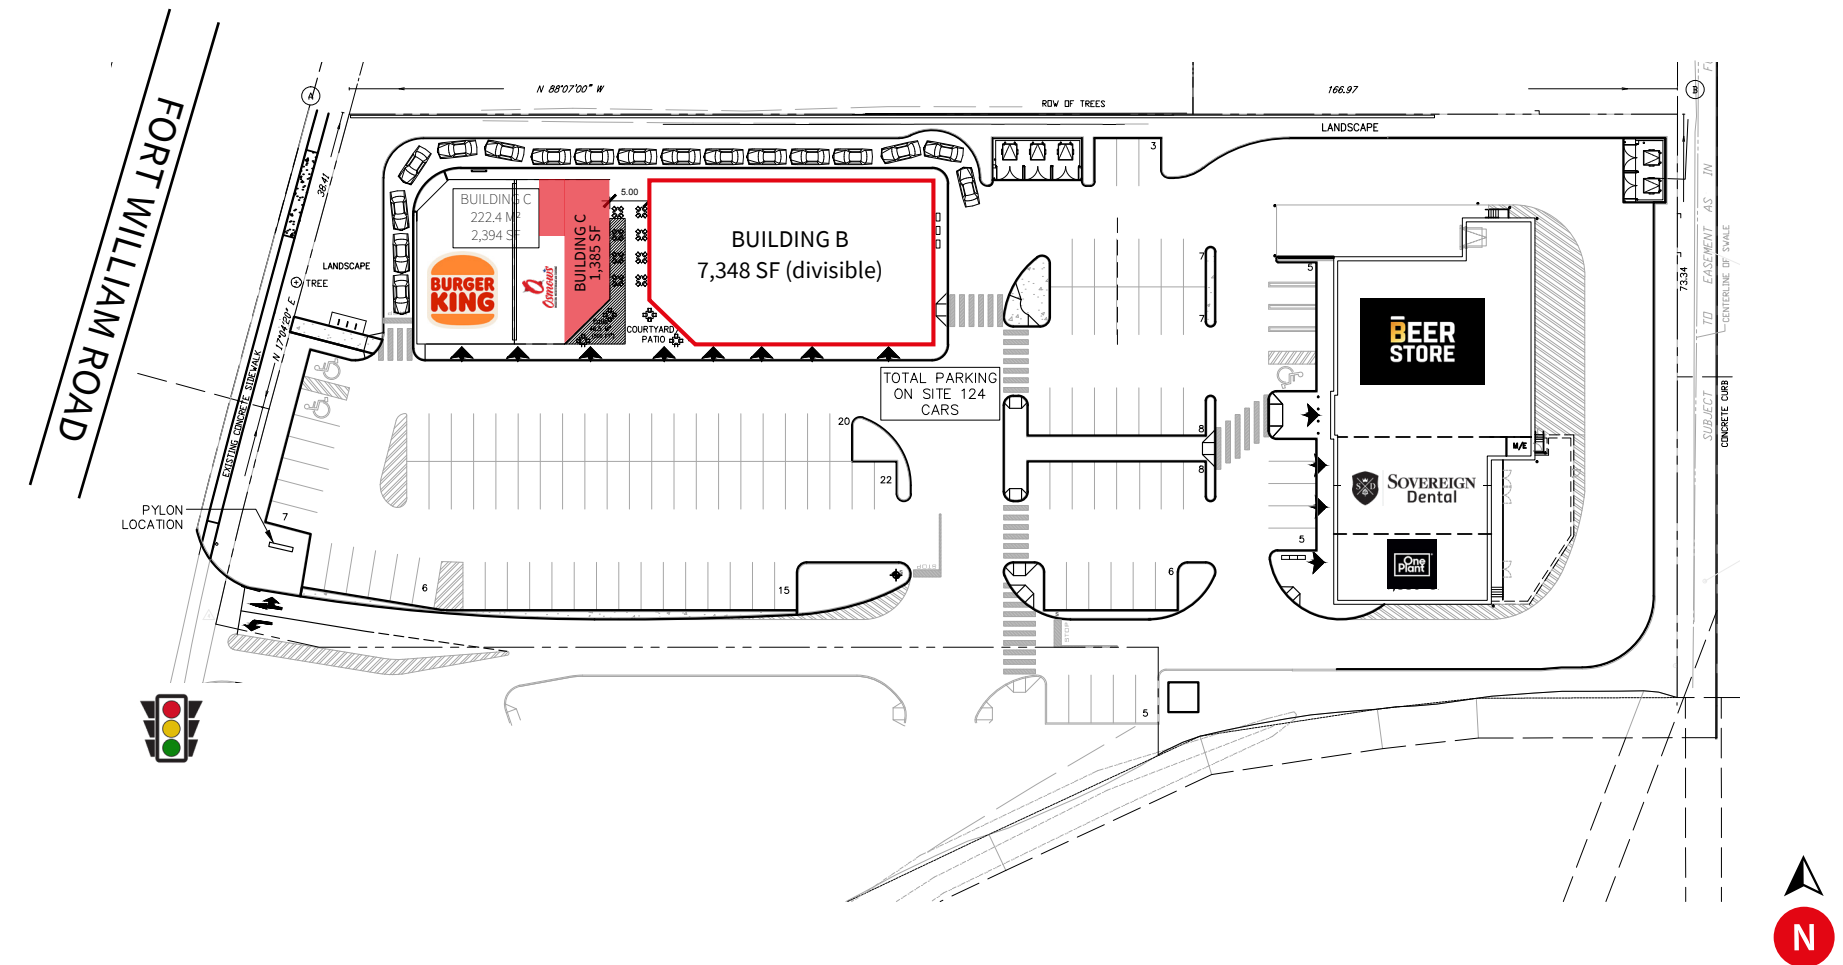 FORT WILLIAM ROAD
A
N 88°07'00" W
166.97
B
ROW OF TREES
LANDSCAPE
3
38.41
BUILDING C
222.4 M²
2,394 SF
BURGER
KING
Osmow's
BUILDING C
1,385 SF
5.00
BUILDING B
7,348 SF (divisible)
COURTYARD
PATIO
LANDSCAPE
TREE
N 17°04'20" E
EXISTING CONCRETE SIDEWALK
TOTAL PARKING
ON SITE 124
CARS
7
7
5
8
8
20
22
7
PYLON
LOCATION
6
15
6
5
5
STOP
STOP
BEER
STORE
M/E
SOVEREIGN
Dental
S D
One
Plant
73.34
SUBJECT TO EASEMENT AS IN
CENTERLINE OF SWALE
CONCRETE CURB
N